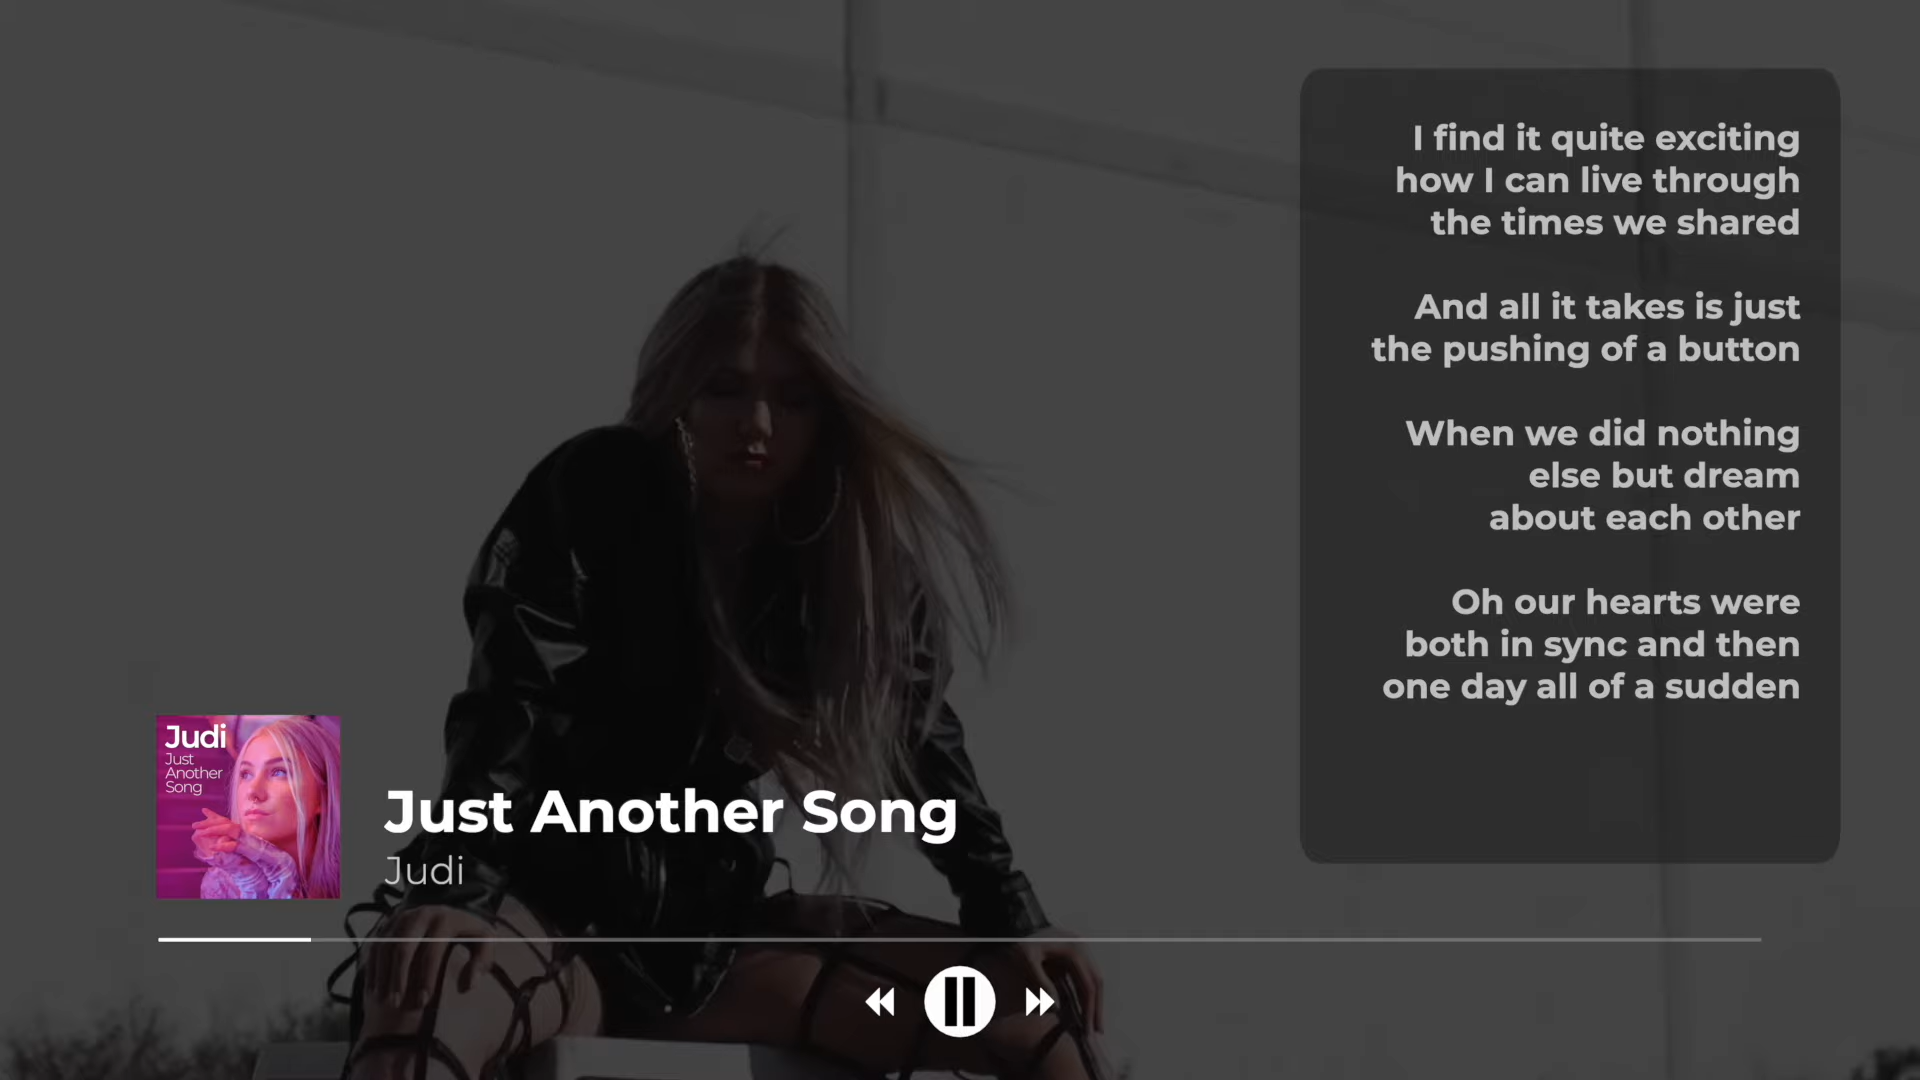 I find it quite exciting
how I can live through
the times we shared
And all it takes is just
the pushing of a button
When we did nothing
else but dream
about each other
Oh our hearts were
both in sync and then
one day all of a sudden
Judi
Just
Another
Song
Just Another Song
Judi